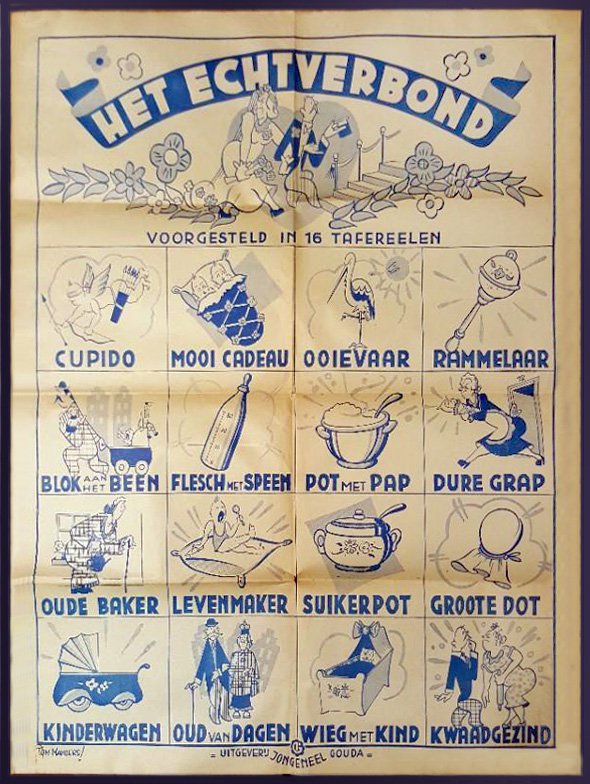 HET ECHTVERBOND
VOORGESTELD IN 16 TAFEREELEN
CUPIDO
MOOI CADEAU
OOIEVAAR
RAMMELAAR
BLOK AAN HET BEEN
FLESCH MET SPEEN
POT MET PAP
DURE GRAP
OUDE BAKER
LEVENMAKER
SUIKERPOT
GROOTE DOT
KINDERWAGEN
OUD VAN DAGEN
WIEG MET KIND
KWAADGEZIND
= UITGEVERIJ JONGENEEL GOUDA =